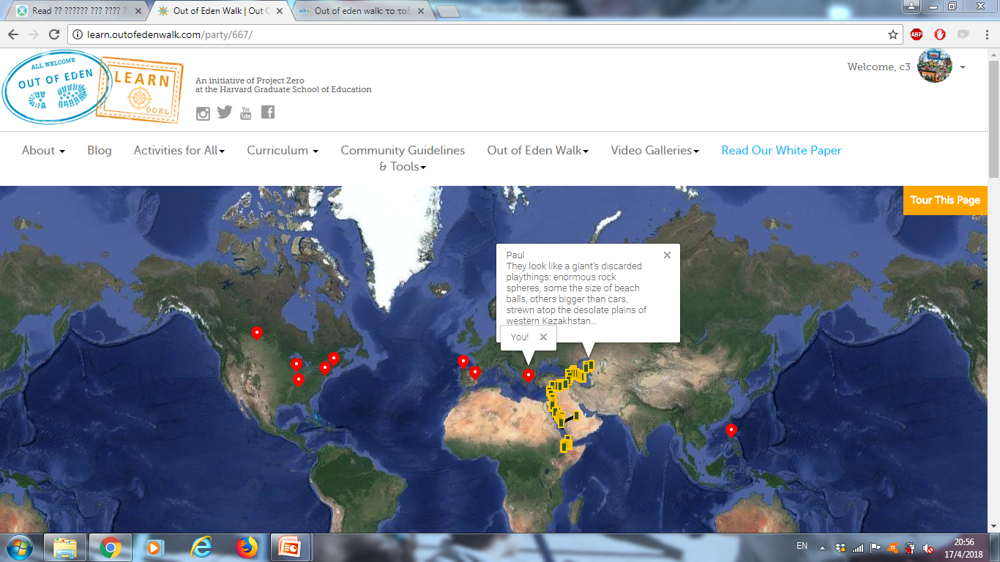 Read ?? ?????? ??? ????
Out of Eden Walk | Out
Out of eden walk: το ταξ
learn.outofedenwalk.com/party/667/
ABP
ALL WELCOME
OUT OF EDEN
LEARN
OOEL
An initiative of Project Zero
at the Harvard Graduate School of Education
You
Tube
Welcome, c3
About
Blog
Activities for All
Curriculum
Community Guidelines
& Tools
Out of Eden Walk
Video Galleries
Read Our White Paper
Tour This Page
Paul
They look like a giant's discarded
playthings: enormous rock
spheres, some the size of beach
balls, others bigger than cars,
strewn atop the desolate plains of
western Kazakhstan...
You!
EN
20:56
17/4/2018